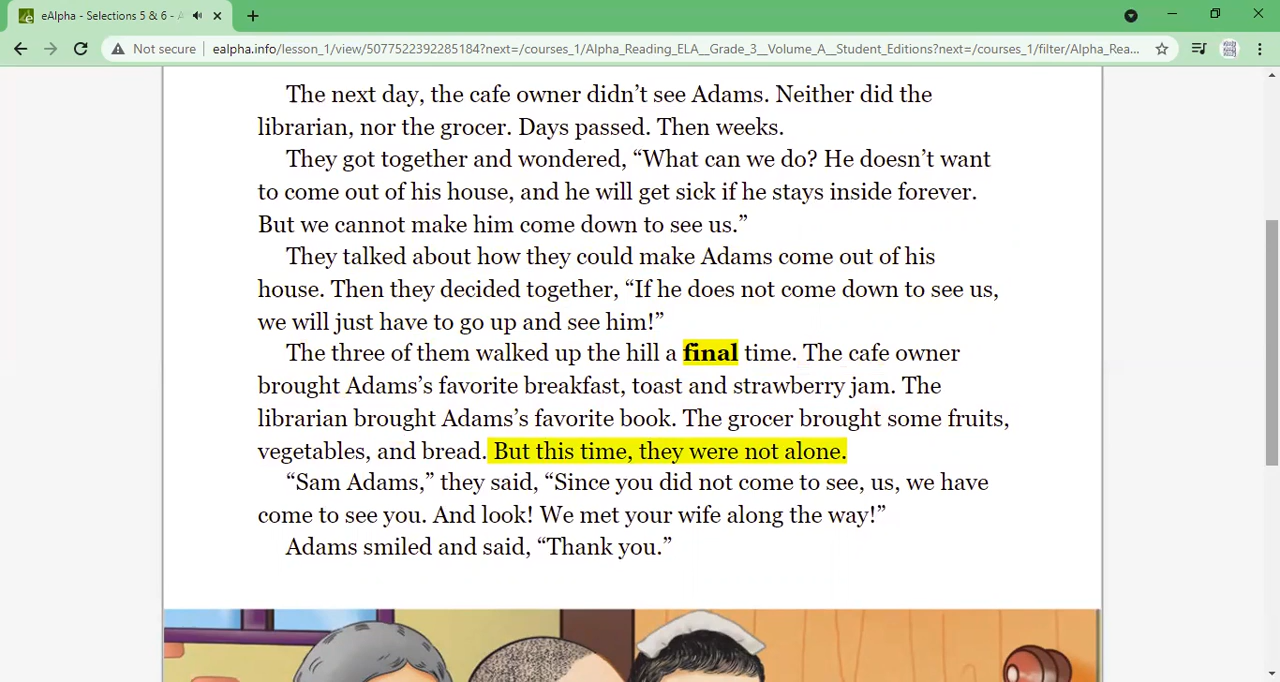 eAlpha - Selections 5 & 6 - A
Not secure
ealpha.info/lesson_1/view/5077522392285184?next=/courses_1/Alpha_Reading_ELA__Grade_3__Volume_A__Student_Editions?next=/courses_1/filter/Alpha_Rea...
The next day, the cafe owner didn’t see Adams. Neither did the
librarian, nor the grocer. Days passed. Then weeks.
They got together and wondered, “What can we do? He doesn’t want
to come out of his house, and he will get sick if he stays inside forever.
But we cannot make him come down to see us.”
They talked about how they could make Adams come out of his
house. Then they decided together, “If he does not come down to see us,
we will just have to go up and see him!”
The three of them walked up the hill a final time. The cafe owner
brought Adams’s favorite breakfast, toast and strawberry jam. The
librarian brought Adams’s favorite book. The grocer brought some fruits,
vegetables, and bread. But this time, they were not alone.
“Sam Adams,” they said, “Since you did not come to see, us, we have
come to see you. And look! We met your wife along the way!”
Adams smiled and said, “Thank you.”